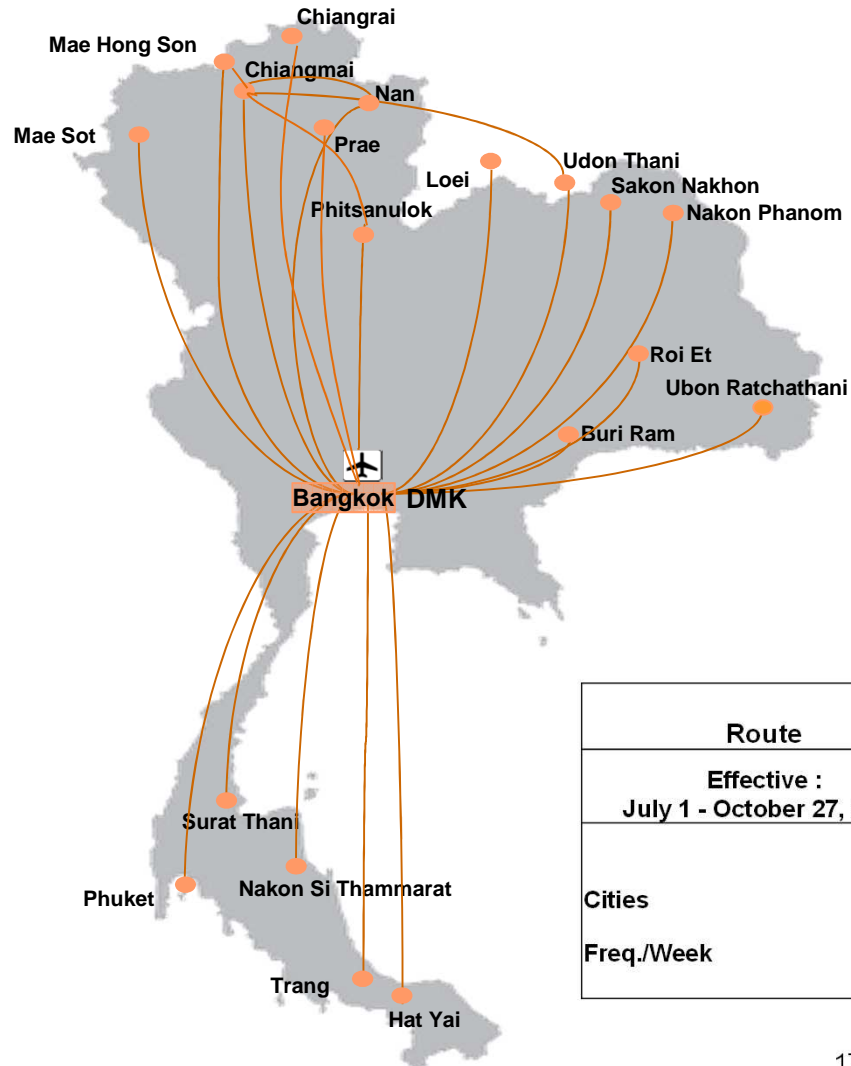 Chiangrai
Mae Hong Son
Chiangmai
Nan
Mae Sot
Prae
Udon Thani
Loei
Sakon Nakhon
Phitsanulok
Nakon Phanom
Roi Et
Ubon Ratchathani
Buri Ram
Bangkok DMK
Route
Effective :
July 1 - October 27,
Surat Thani
Phuket
Nakon Si Thammarat
Cities
Freq./Week
Trang
Hat Yai